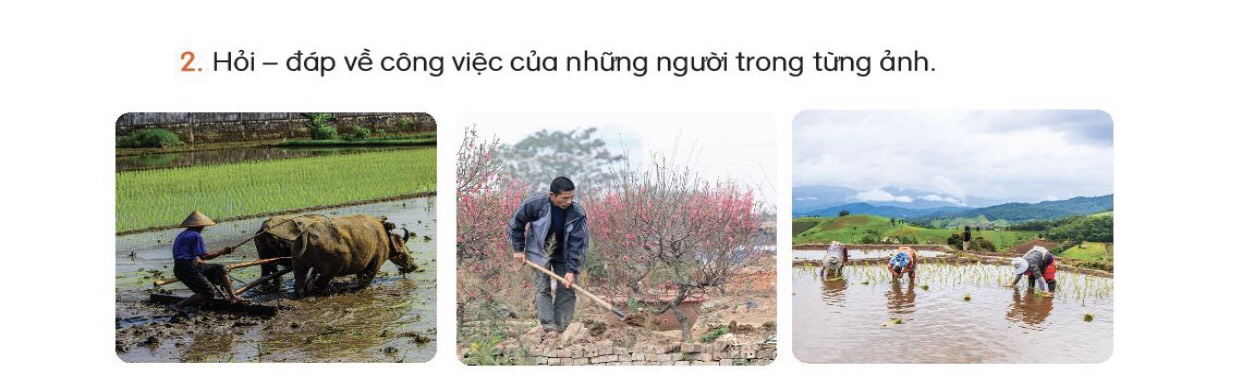 2. Hỏi – đáp về công việc của những người trong từng ảnh.